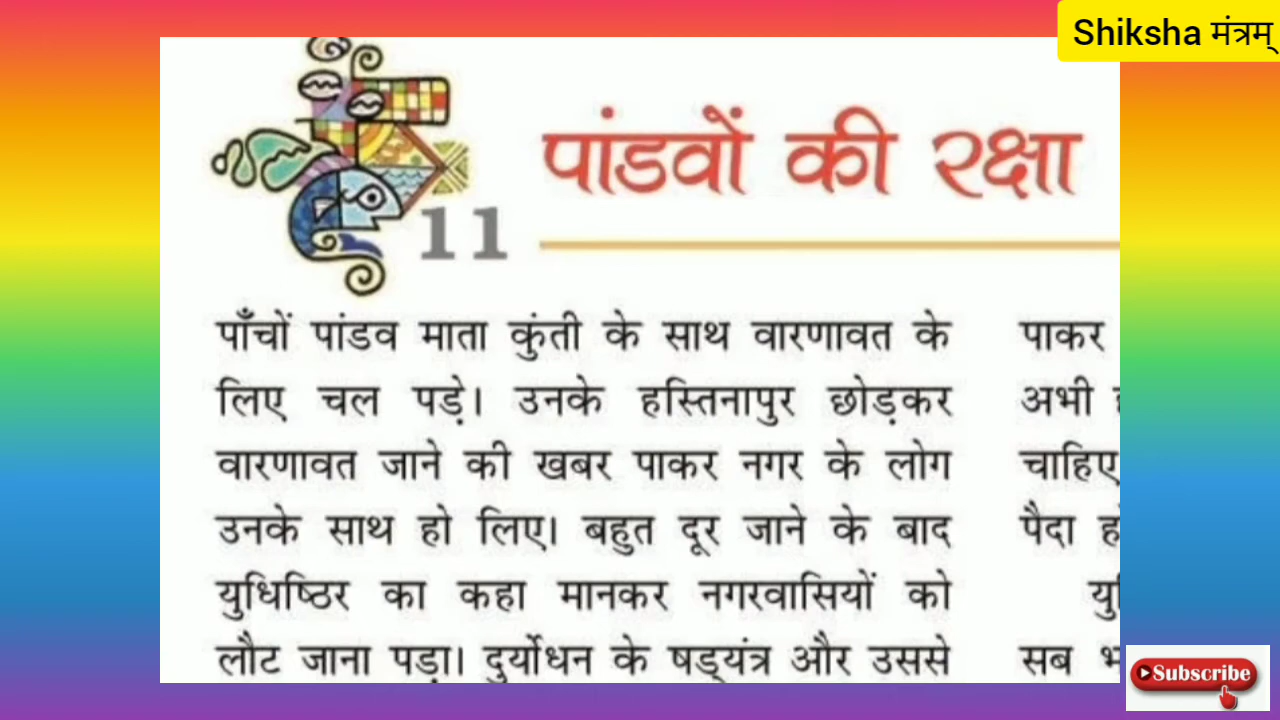 Shiksha मंत्रम्
पांडवों की रक्षा
11
पाँचों पांडव माता कुंती के साथ वारणावत के
लिए चल पड़े। उनके हस्तिनापुर छोड़कर
वारणावत जाने की खबर पाकर नगर के लोग
उनके साथ हो लिए। बहुत दूर जाने के बाद
युधिष्ठिर का कहा मानकर नगरवासियों को
लौट जाना पड़ा। दुर्योधन के षड्यंत्र और उससे
पाकर
अभी
चाहिए
पैदा
सब
Subscribe